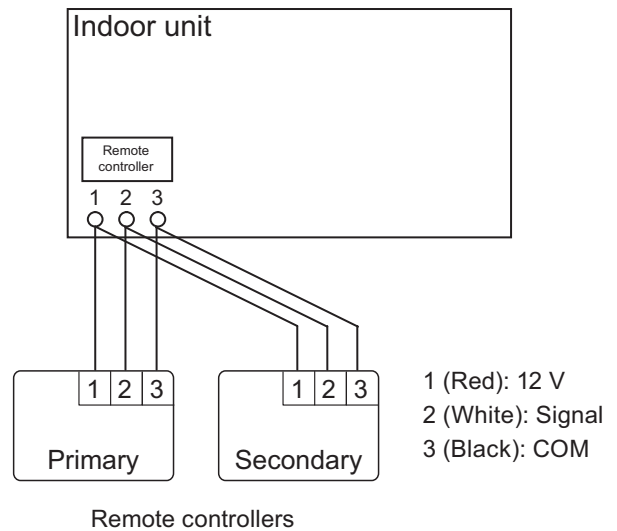 Indoor unit
Remote
controller
1 2 3
1 2 3
1 2 3
Primary
Secondary
1 (Red): 12 V
2 (White): Signal
3 (Black): COM
Remote controllers